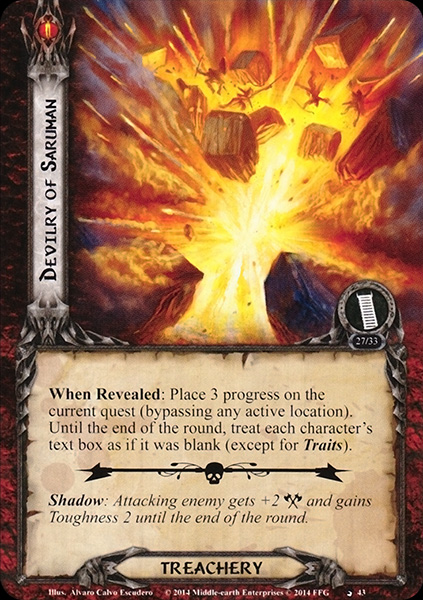 DEVILRY OF SARUMAN
27/33
When Revealed: Place 3 progress on the
current quest (bypassing any active location).
Until the end of the round, treat each character's
text box as if it was blank (except for Traits).
Shadow: Attacking enemy gets +2 and gains
Toughness 2 until the end of the round.
TREACHERY
Illus. Alvaro Calvo Escudero © 2014 Middle-earth Enterprises © 2014 FFG 43